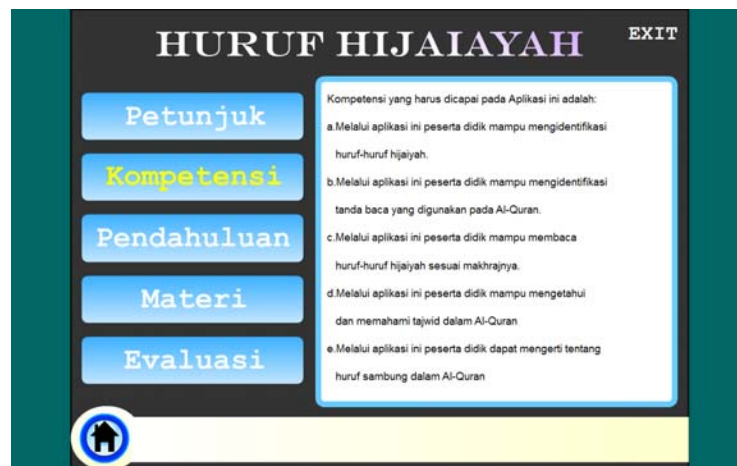 HURUF HIJAIAYAH
EXIT
Petunjuk
Kompetensi
Pendahuluan
Materi
Evaluasi
Kompetensi yang harus dicapai pada Aplikasi ini adalah:
a.Melalui aplikasi ini peserta didik mampu mengidentifikasi
huruf-huruf hijaiyah.
b.Melalui aplikasi ini peserta didik mampu mengidentifikasi
tanda baca yang digunakan pada Al-Quran.
c.Melalui aplikasi ini peserta didik mampu membaca
huruf-huruf hijaiyah sesuai makhrajnya.
d.Melalui aplikasi ini peserta didik mampu mengetahui
dan memahami tajwid dalam Al-Quran
e.Melalui aplikasi ini peserta didik dapat mengerti tentang
huruf sambung dalam Al-Quran